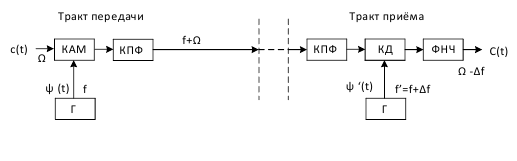 Тракт передачи
Тракт приёма
c(t) КАМ КПФ f+Ω КПФ КД ФНЧ C(t)
Ω Ω -Δf
ψ (t) f ψ ‘(t) f’=f+Δf
Г Г